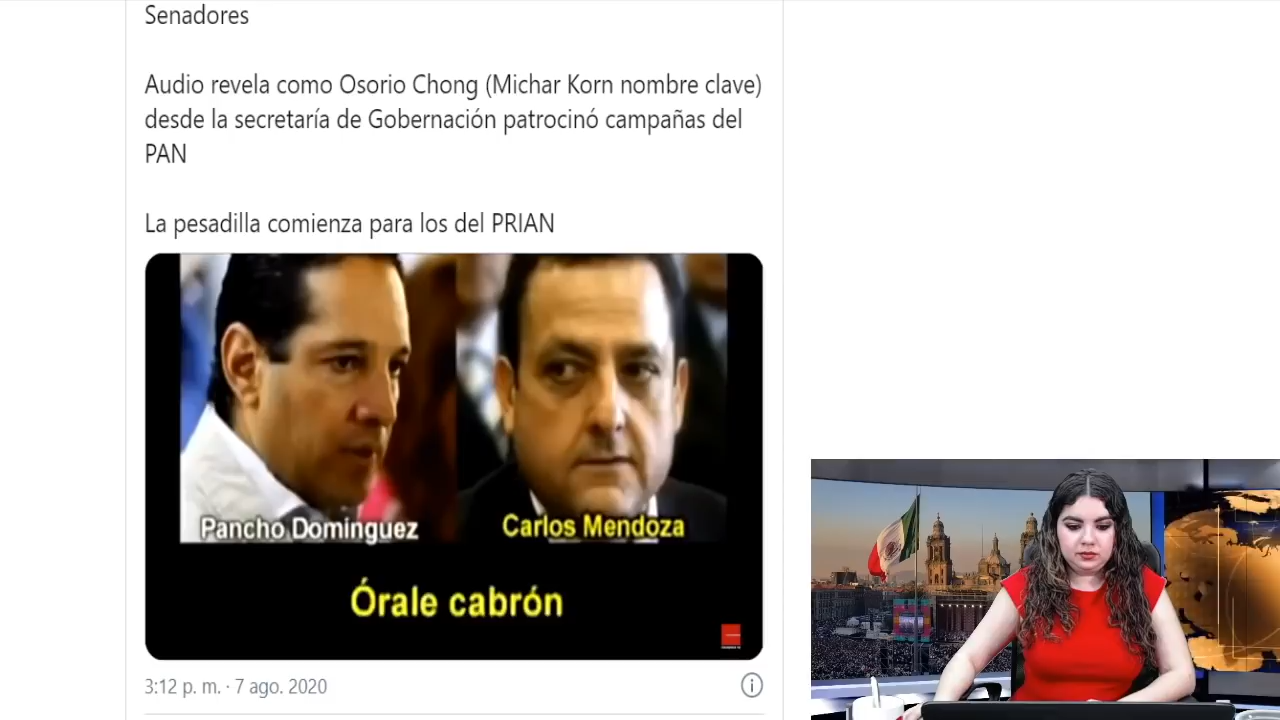 Senadores
Audio revela como Osorio Chong (Michar Korn nombre clave)
desde la secretaría de Gobernación patrocinó campañas del
PAN
La pesadilla comienza para los del PRIAN
Pancho Dominguez
Carlos Mendoza
Órale cabrón
3:12 p. m. · 7 ago. 2020